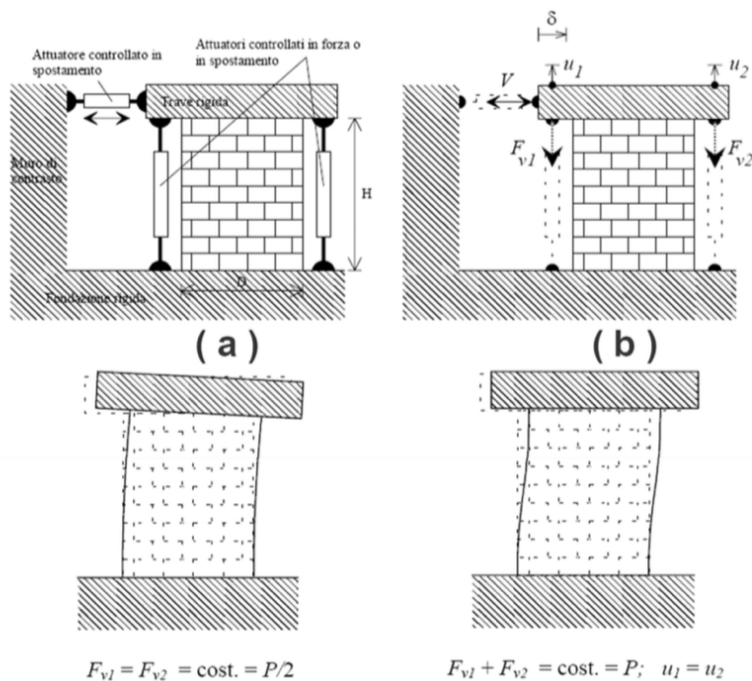 Attuatore controllato in
spostamento
Attuatori controllati in forza o
in spostamento
Trave rigida
Muro di
contrasto
H
D
Fondazione rigida
( a )
δ
u1
u2
V
Fv1
Fv2
( b )
Fv1 = Fv2 = cost. = P/2
Fv1 + Fv2 = cost. = P; u1 = u2